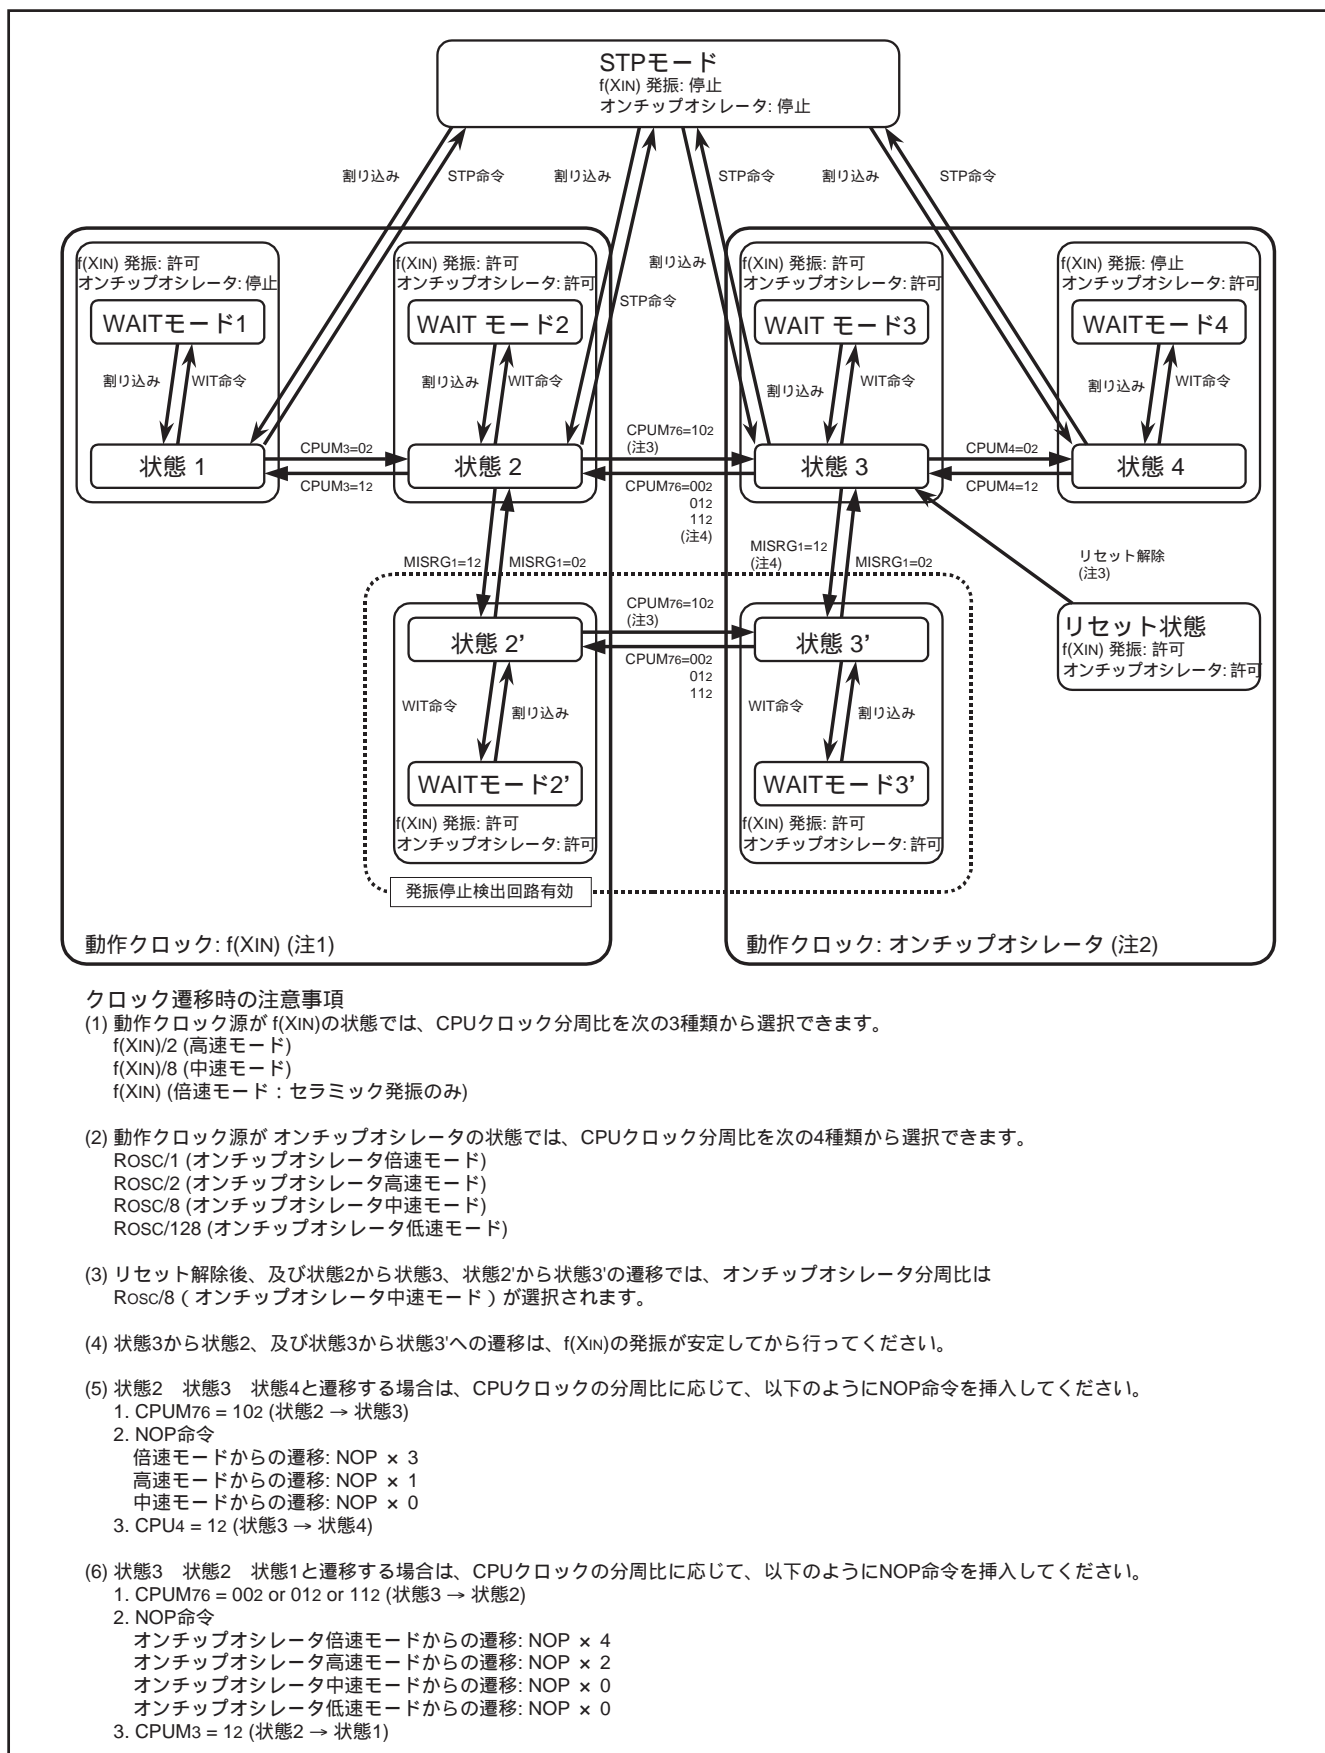 STPモード
f(XIN) 発振: 停止
オンチップオシレータ: 停止
割り込み
STP命令
割り込み
STP命令
割り込み
STP命令
割り込み
STP命令
f(XIN) 発振: 許可
オンチップオシレータ: 停止
WAITモード1
割り込み
WIT命令
状態 1
f(XIN) 発振: 許可
オンチップオシレータ: 許可
WAIT モード2
割り込み
WIT命令
状態 2
f(XIN) 発振: 許可
オンチップオシレータ: 許可
WAIT モード3
割り込み
WIT命令
状態 3
f(XIN) 発振: 停止
オンチップオシレータ: 許可
WAITモード4
割り込み
WIT命令
状態 4
CPUM3=02
CPUM3=12
CPUM76=102
(注3)
CPUM76=002
012
112
(注4)
CPUM4=02
CPUM4=12
MISRG1=12
MISRG1=02
MISRG1=12
(注4)
MISRG1=02
リセット解除
(注3)
リセット状態
f(XIN) 発振: 許可
オンチップオシレータ: 許可
状態 2’
CPUM76=102
(注3)
CPUM76=002
012
112
状態 3’
WIT命令
割り込み
WIT命令
割り込み
WAITモード2’
f(XIN) 発振: 許可
オンチップオシレータ: 許可
WAITモード3’
f(XIN) 発振: 許可
オンチップオシレータ: 許可
発振停止検出回路有効
動作クロック: f(XIN) (注1)
動作クロック: オンチップオシレータ (注2)
クロック遷移時の注意事項
(1) 動作クロック源が f(XIN)の状態では、CPUクロック分周比を次の3種類から選択できます。
f(XIN)/2 (高速モード)
f(XIN)/8 (中速モード)
f(XIN) (倍速モード：セラミック発振のみ)
(2) 動作クロック源が オンチップオシレータの状態では、CPUクロック分周比を次の4種類から選択できます。
ROSC/1 (オンチップオシレータ倍速モード)
ROSC/2 (オンチップオシレータ高速モード)
ROSC/8 (オンチップオシレータ中速モード)
ROSC/128 (オンチップオシレータ低速モード)
(3) リセット解除後、及び状態2から状態3、状態2'から状態3'の遷移では、オンチップオシレータ分周比は
ROSC/8 ( オンチップオシレータ中速モード ) が選択されます。
(4) 状態3から状態2、及び状態3から状態3'への遷移は、f(XIN)の発振が安定してから行ってください。
(5) 状態2　状態3　状態4と遷移する場合は、CPUクロックの分周比に応じて、以下のようにNOP命令を挿入してください。
1. CPUM76 = 102 (状態2 → 状態3)
2. NOP命令
倍速モードからの遷移: NOP × 3
高速モードからの遷移: NOP × 1
中速モードからの遷移: NOP × 0
3. CPU4 = 12 (状態3 → 状態4)
(6) 状態3　状態2　状態1と遷移する場合は、CPUクロックの分周比に応じて、以下のようにNOP命令を挿入してください。
1. CPUM76 = 002 or 012 or 112 (状態3 → 状態2)
2. NOP命令
オンチップオシレータ倍速モードからの遷移: NOP × 4
オンチップオシレータ高速モードからの遷移: NOP × 2
オンチップオシレータ中速モードからの遷移: NOP × 0
オンチップオシレータ低速モードからの遷移: NOP × 0
3. CPUM3 = 12 (状態2 → 状態1)